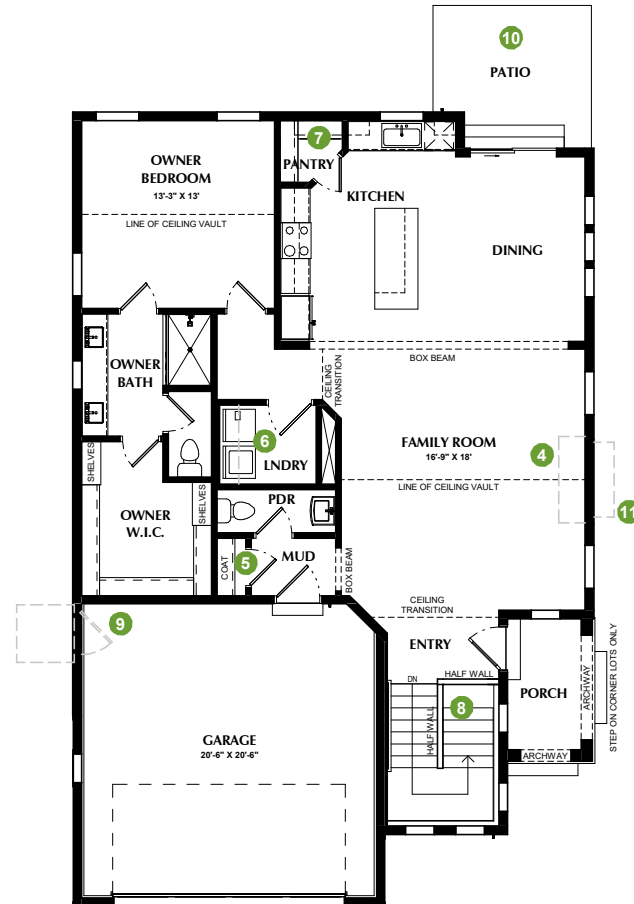 10
PATIO
7
PANTRY
OWNER
BEDROOM
13'-3" X 13'
LINE OF CEILING VAULT
KITCHEN
DINING
BOX BEAM
CEILING
TRANSITION
OWNER
BATH
6
LNDRY
FAMILY ROOM
16'-9" X 18'
4
LINE OF CEILING VAULT
11
SHELVES
SHELVES
OWNER
W.I.C.
PDR
COAT
5
MUD
BOX BEAM
9
CEILING
TRANSITION
ENTRY
HALF WALL
DN
HALF WALL
8
PORCH
ARCHWAY
ARCHWAY
STEP ON CORNER LOTS ONLY
GARAGE
20'-6" X 20'-6"